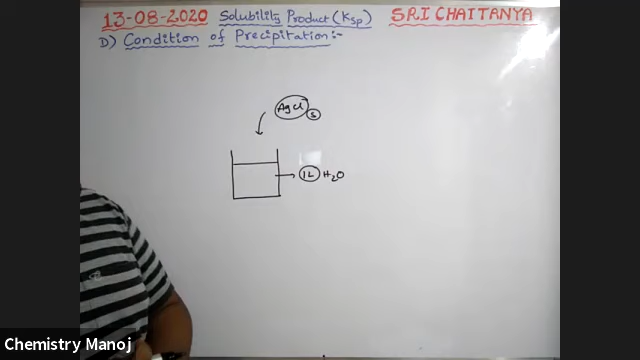 13-08-2020 Solubility Product (Ksp) SRI CHAITANYA
D) Condition of Precipitation:-
AgCl (s)
1L H2O
Chemistry Manoj